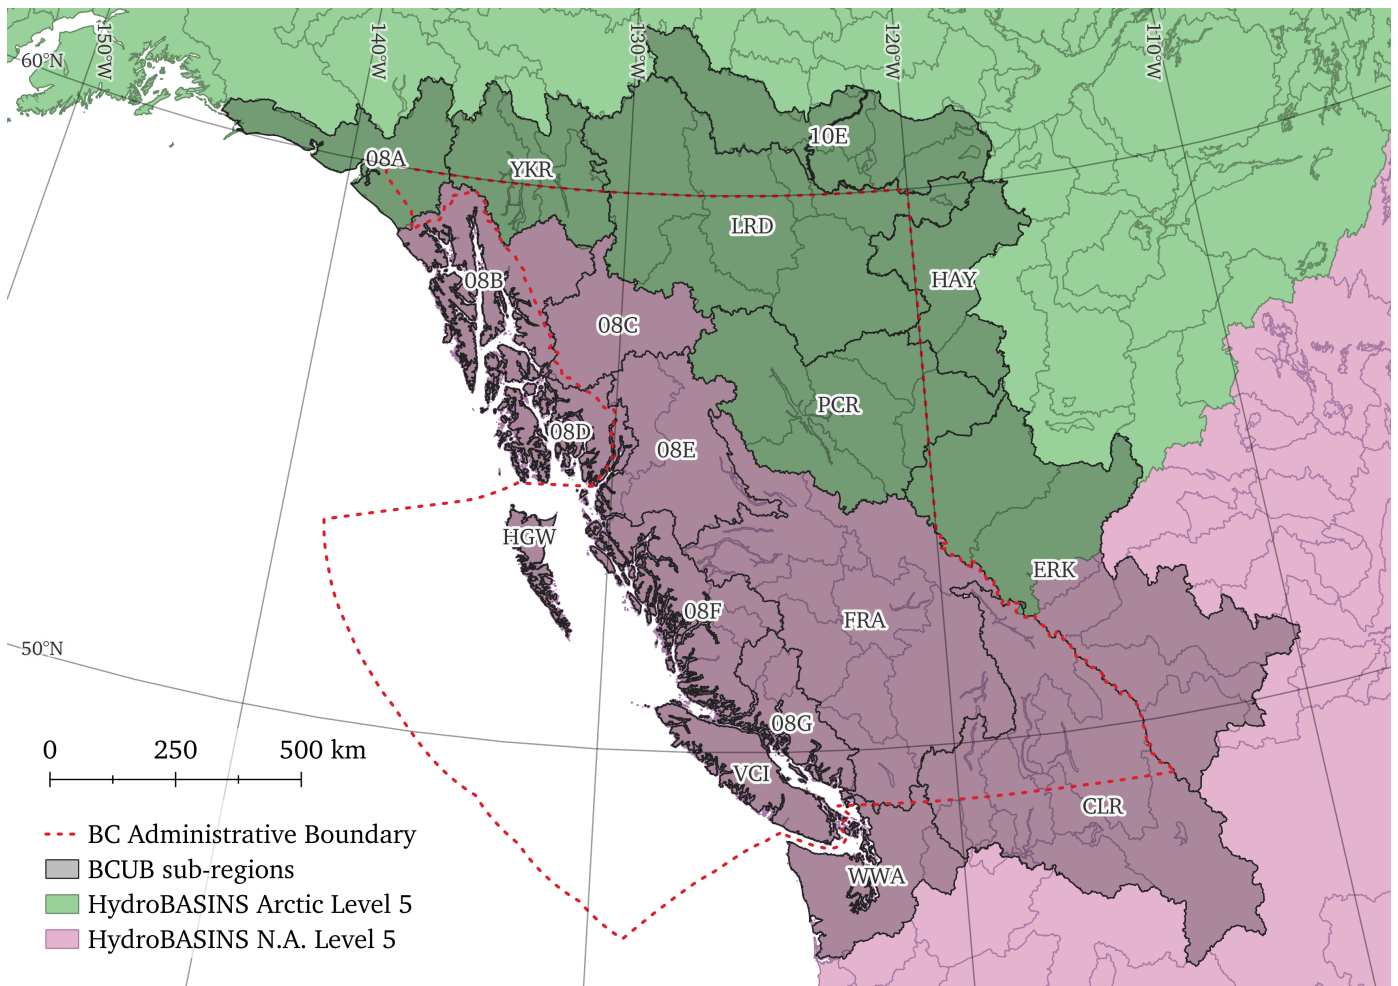 150°W
140°W
130°W
120°W
110°W
60°N
10E
08A
YKR
LRD
HAY
08B
08C
PCR
08D
08E
HGW
ERK
08F
FRA
50°N
08G
VCI
CLR
WWA
0 250 500 km
BC Administrative Boundary
BCUB sub-regions
HydroBASINS Arctic Level 5
HydroBASINS N.A. Level 5